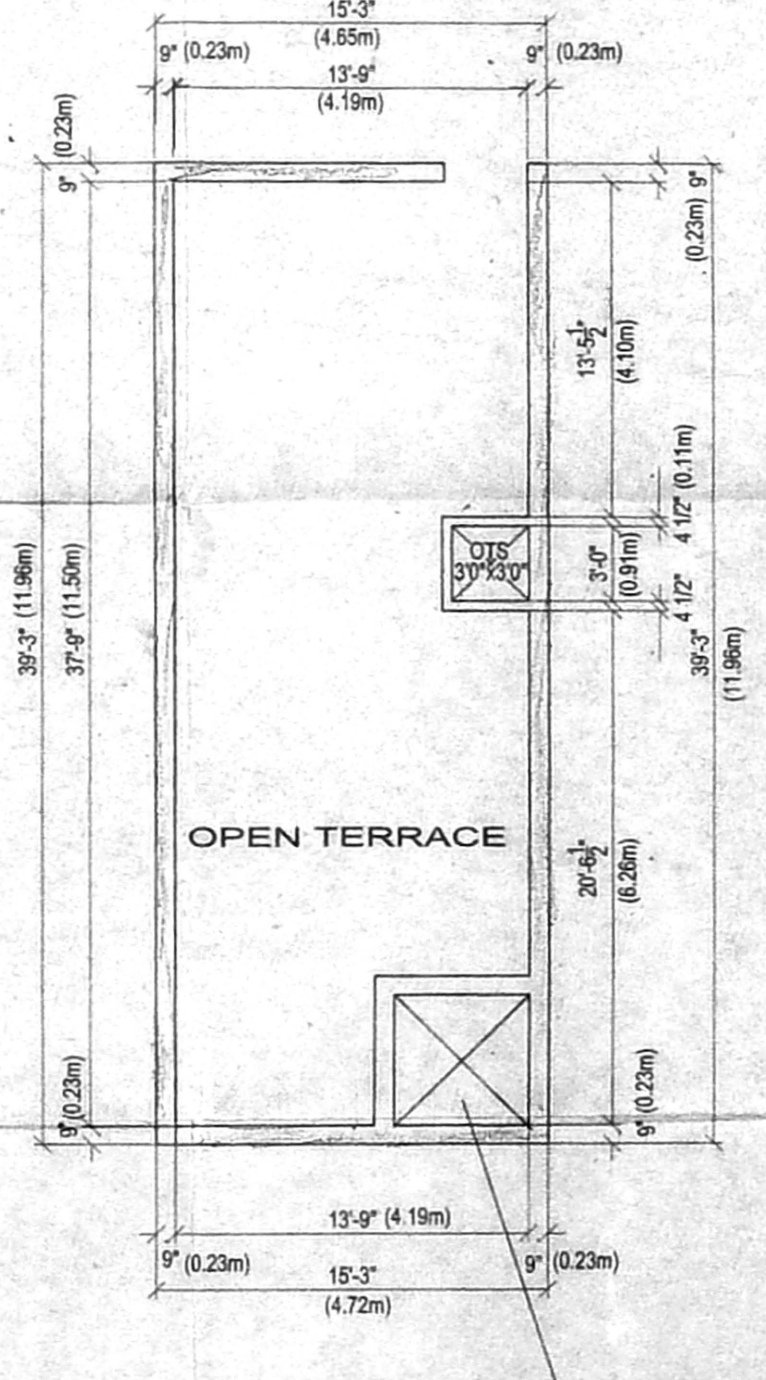 15'-3"
(4.65m)
9" (0.23m)
9" (0.23m)
13'-9"
(4.19m)
9" (0.23m)
9"
(0.23m)
13'-5 1/2"
(4.10m)
4 1/2" (0.11m)
OTS
3'0"X3'0"
3'-0"
(0.91m)
4 1/2"
39'-3" (11.96m)
37'-9" (11.50m)
39'-3"
(11.96m)
OPEN TERRACE
20'-6 1/2"
(6.26m)
9" (0.23m)
9" (0.23m)
13'-9" (4.19m)
9" (0.23m)
9" (0.23m)
15'-3"
(4.72m)